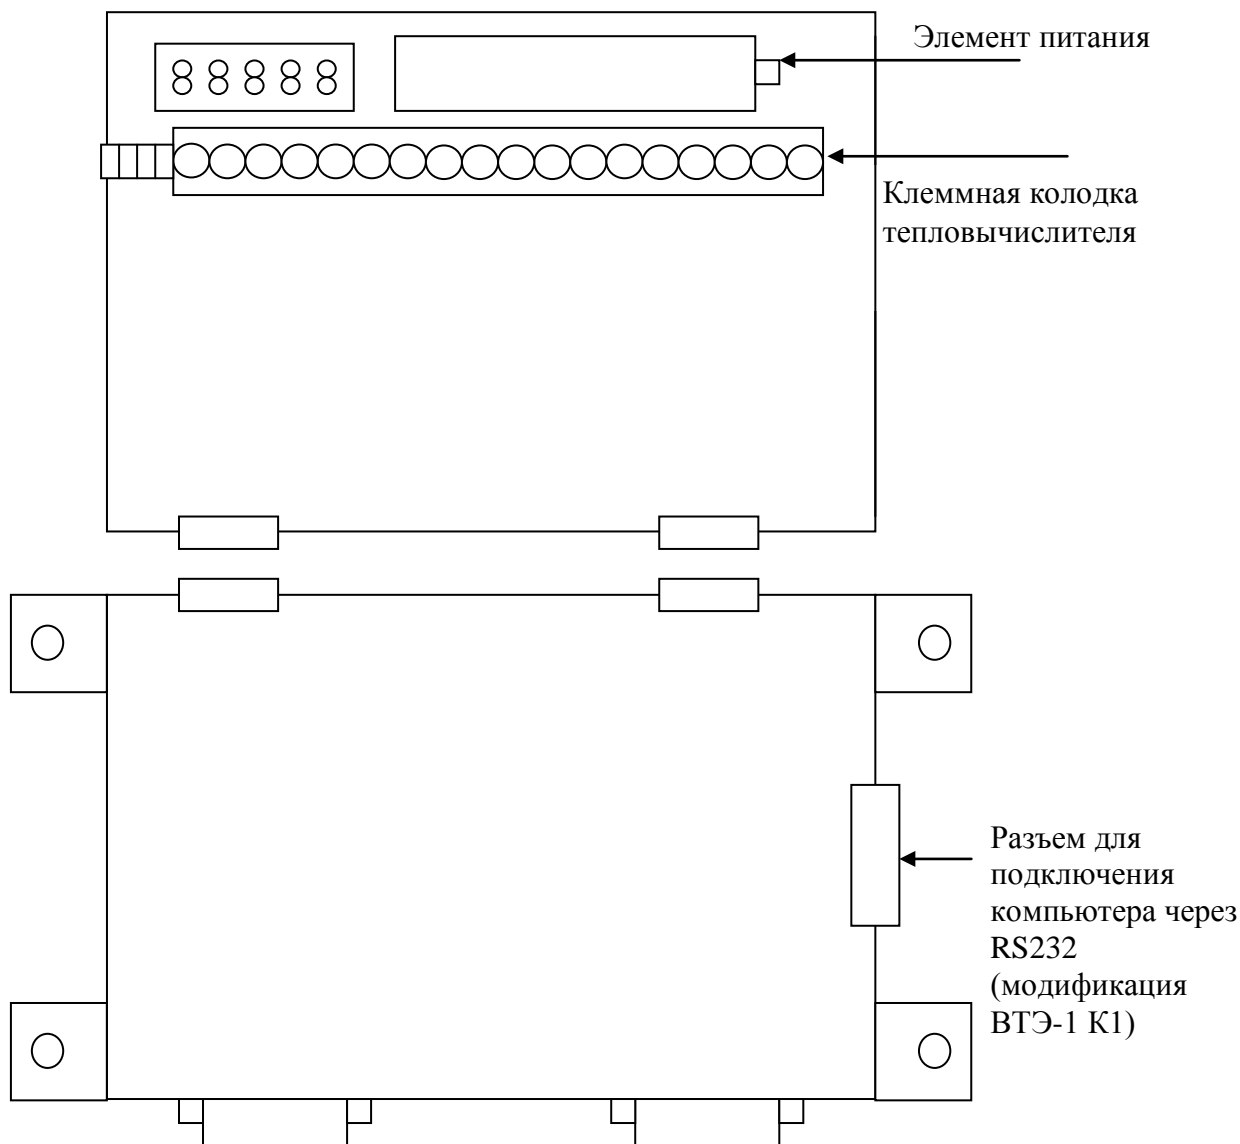 Элемент питания
Клеммная колодка
тепловычислителя
Разъем для
подключения
компьютера через
RS232
(модификация
ВТЭ-1 К1)